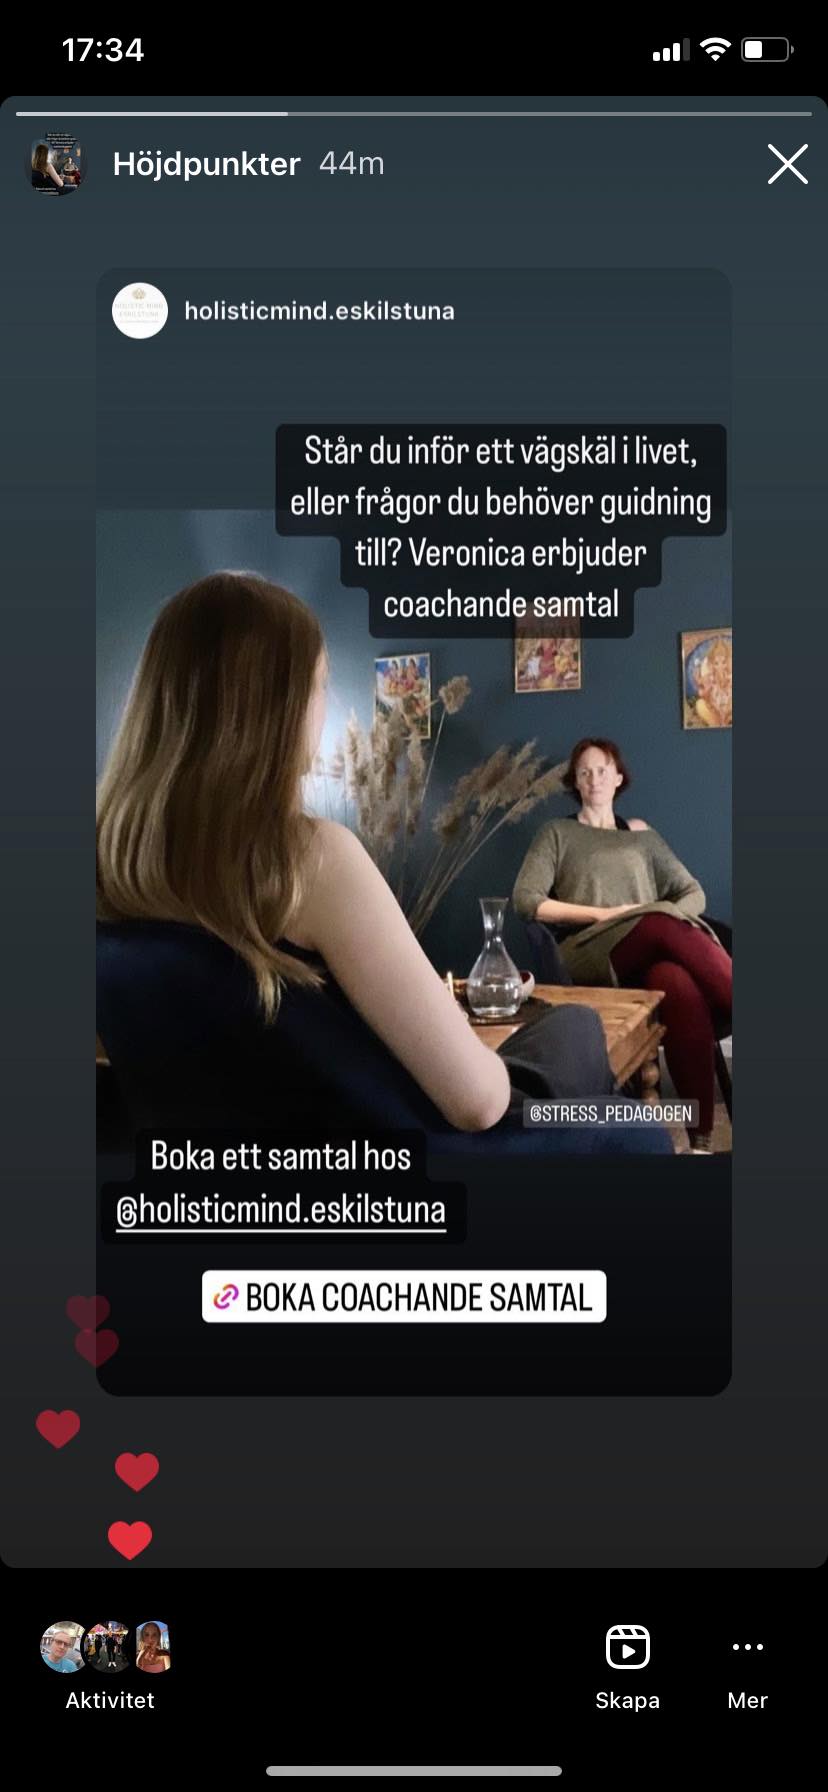 17:34
Höjdpunkter 44m
holisticmind.eskilstuna
Står du inför ett vägskäl i livet,
eller frågor du behöver guidning
till? Veronica erbjuder
coachande samtal
@STRESS_PEDAGOGEN
Boka ett samtal hos
@holisticmind.eskilstuna
BOKA COACHANDE SAMTAL
Aktivitet
Skapa
Mer